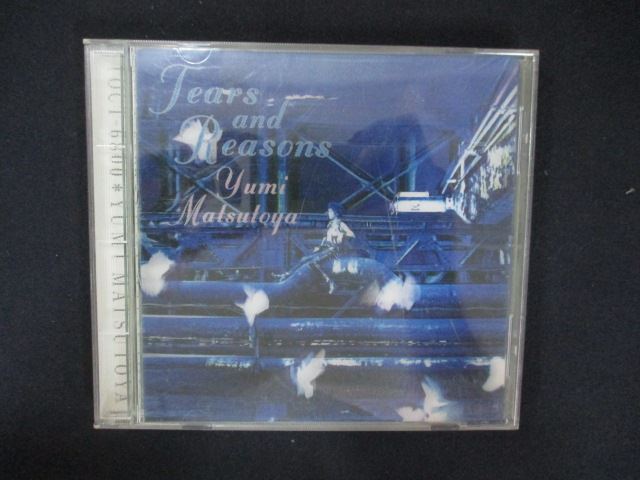 Tears
and
Reasons
Yumi
Matsutoya
TOCT-6800*YUMI MATSUTOYA